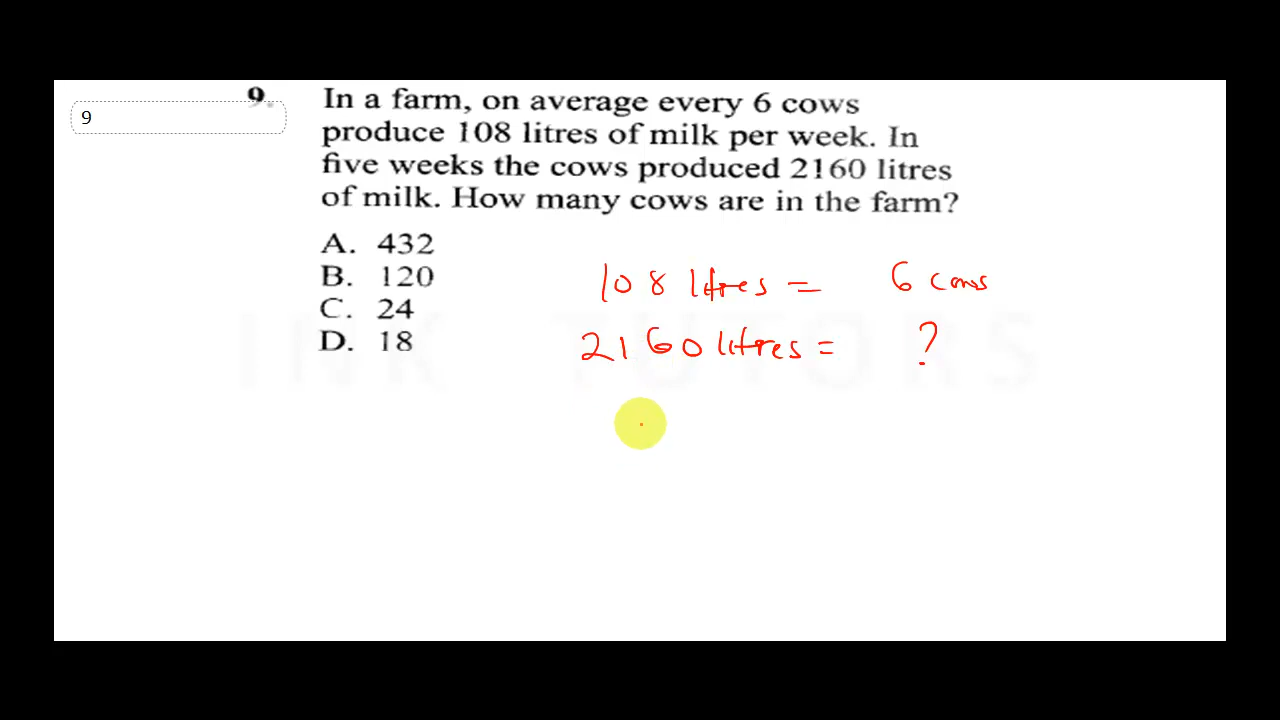 9
9. In a farm, on average every 6 cows
produce 108 litres of milk per week. In
five weeks the cows produced 2160 litres
of milk. How many cows are in the farm?
A. 432
B. 120
C. 24
D. 18
108 litres = 6 cows
2160 litres = ?
INK TUTORS